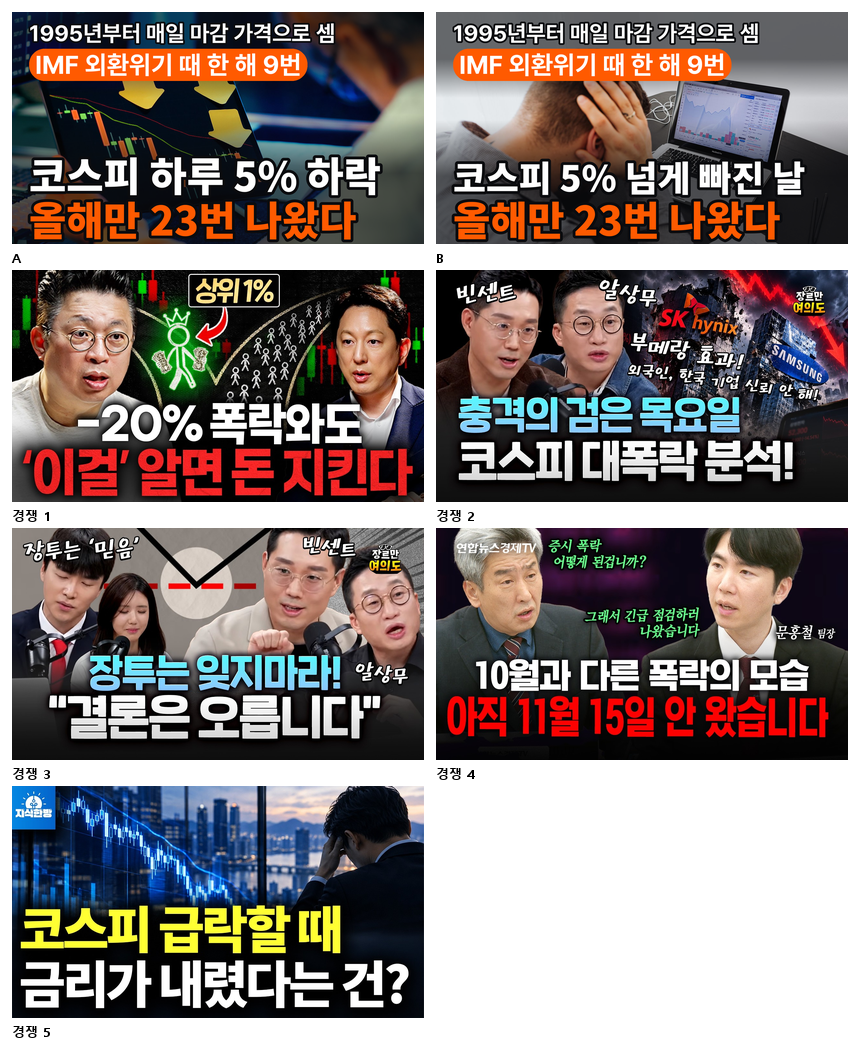 1995년부터 매일 마감 가격으로 셈
IMF 외환위기 때 한 해 9번
코스피 하루 5% 하락
올해만 23번 나왔다
A
1995년부터 매일 마감 가격으로 셈
IMF 외환위기 때 한 해 9번
코스피 5% 넘게 빠진 날
올해만 23번 나왔다
B
상위 1%
-20% 폭락와도
‘이걸’ 알면 돈 지킨다
경쟁 1
빈센트
알상무
장르만
여의도
SK hynix
부메랑 효과!
외국인, 한국 기업 신뢰 안 해!
SAMSUNG
충격의 검은 목요일
코스피 대폭락 분석!
경쟁 2
장투는 ‘믿음’
빈센트
장르만
여의도
알상무
장투는 잊지마라!
"결론은 오릅니다"
경쟁 3
연합뉴스경제TV
증시 폭락
어떻게 된겁니까?
그래서 긴급 점검하러
나왔습니다
문홍철 팀장
10월과 다른 폭락의 모습
아직 11월 15일 안 왔습니다
경쟁 4
지식한방
코스피 급락할 때
금리가 내렸다는 건?
경쟁 5